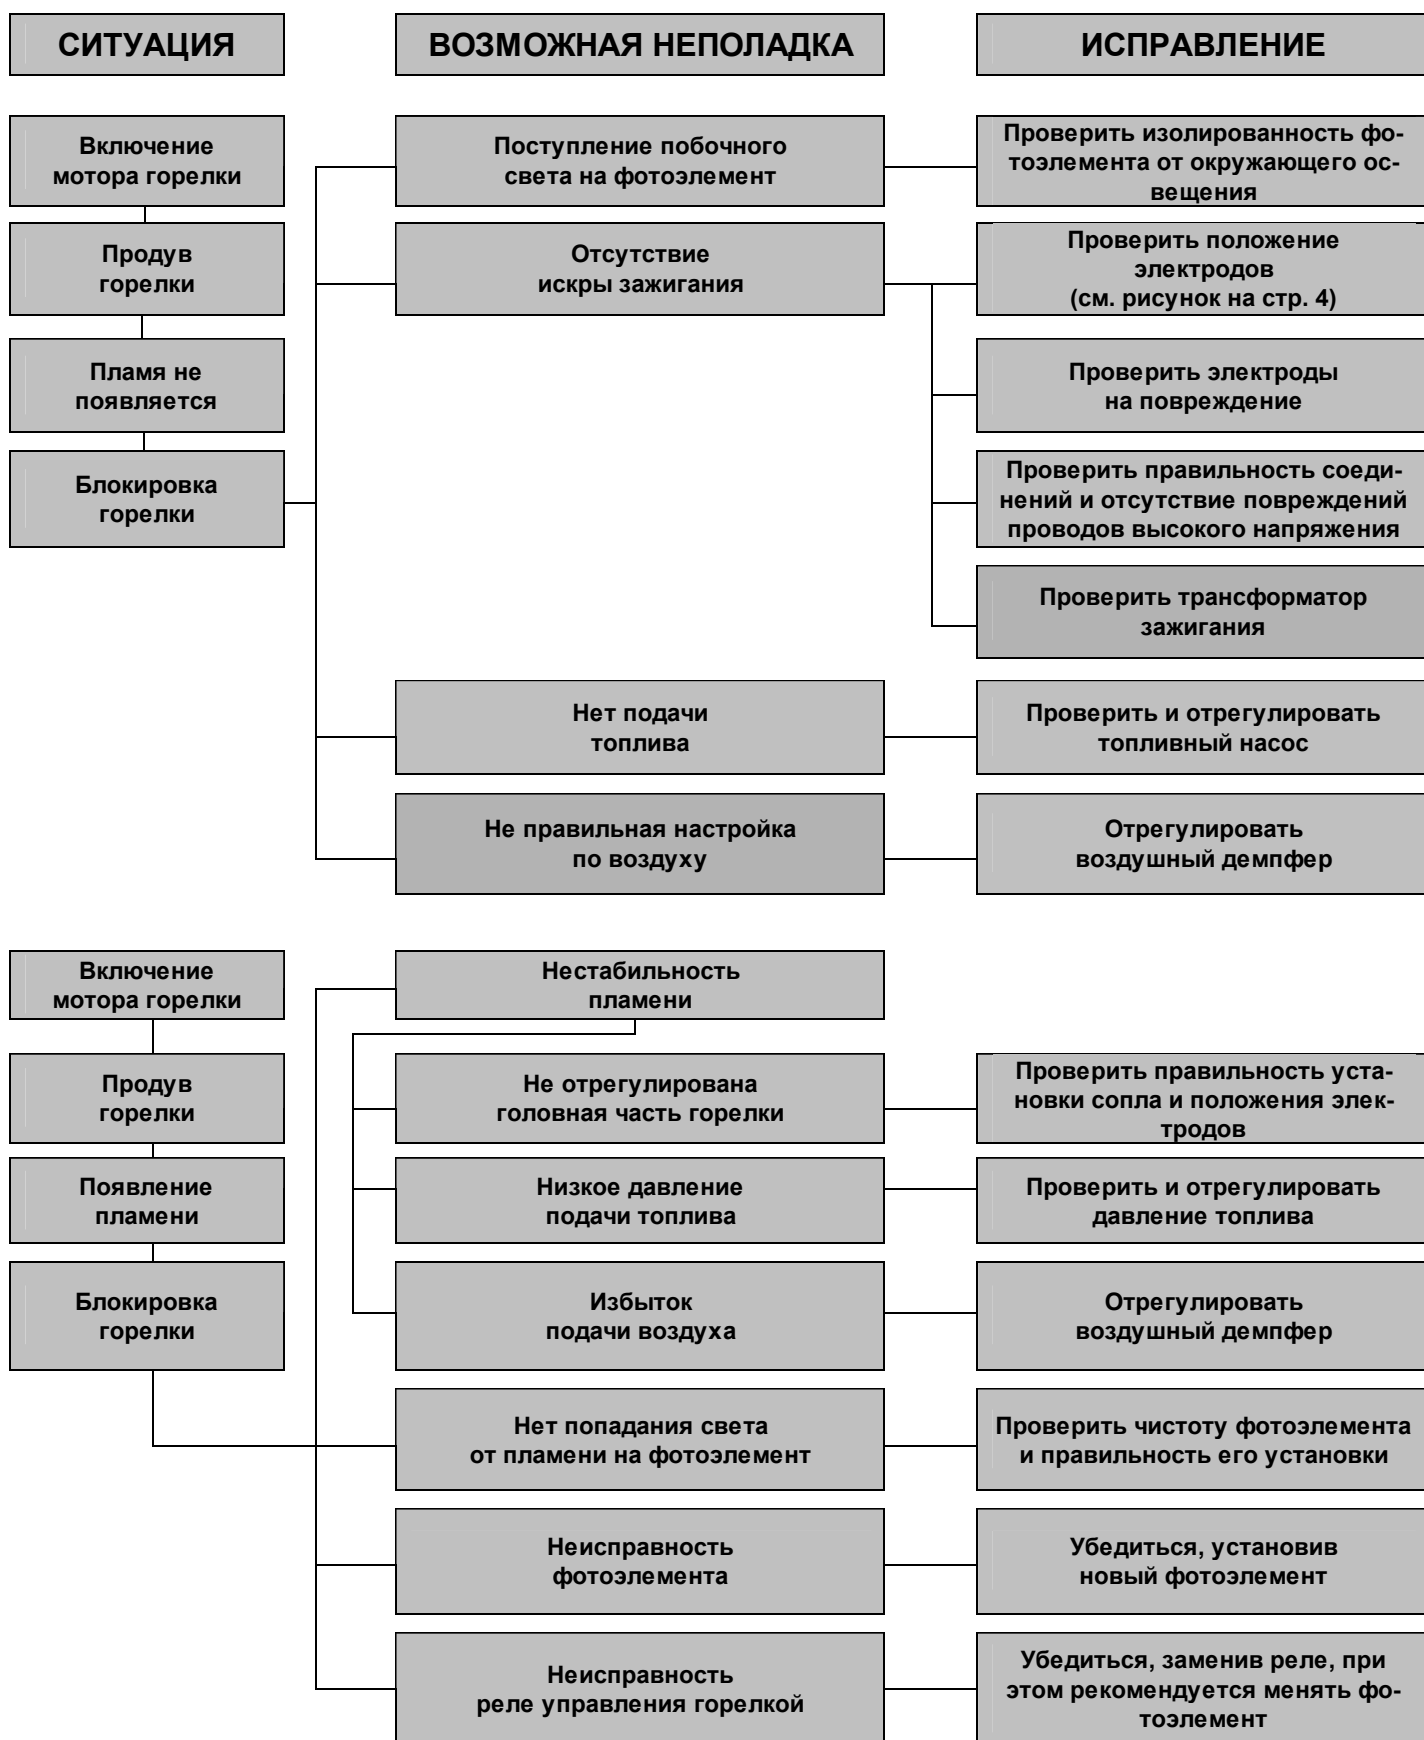 СИТУАЦИЯ
ВОЗМОЖНАЯ НЕПОЛАДКА
ИСПРАВЛЕНИЕ
Включение
мотора горелки
Поступление побочного
света на фотоэлемент
Проверить изолированность фо-
тоэлемента от окружающего ос-
вещения
Продув
горелки
Отсутствие
искры зажигания
Проверить положение
электродов
(см. рисунок на стр. 4)
Пламя не
появляется
Проверить электроды
на повреждение
Блокировка
горелки
Проверить правильность соеди-
нений и отсутствие повреждений
проводов высокого напряжения
Проверить трансформатор
зажигания
Нет подачи
топлива
Проверить и отрегулировать
топливный насос
Не правильная настройка
по воздуху
Отрегулировать
воздушный демпфер
Включение
мотора горелки
Нестабильность
пламени
Продув
горелки
Не отрегулирована
головная часть горелки
Проверить правильность уста-
новки сопла и положения элек-
тродов
Появление
пламени
Низкое давление
подачи топлива
Проверить и отрегулировать
давление топлива
Блокировка
горелки
Избыток
подачи воздуха
Отрегулировать
воздушный демпфер
Нет попадания света
от пламени на фотоэлемент
Проверить чистоту фотоэлемента
и правильность его установки
Неисправность
фотоэлемента
Убедиться, установив
новый фотоэлемент
Неисправность
реле управления горелкой
Убедиться, заменив реле, при
этом рекомендуется менять фо-
тоэлемент